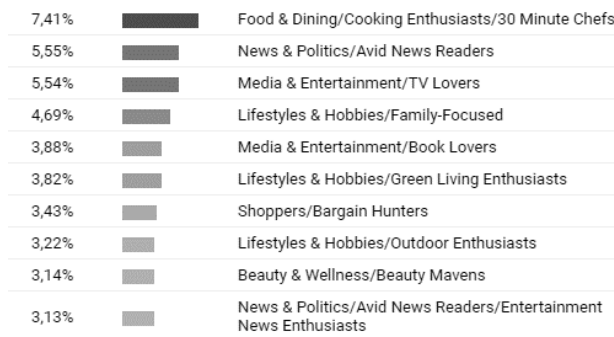 7,41% Food & Dining/Cooking Enthusiasts/30 Minute Chefs
5,55% News & Politics/Avid News Readers
5,54% Media & Entertainment/TV Lovers
4,69% Lifestyles & Hobbies/Family-Focused
3,88% Media & Entertainment/Book Lovers
3,82% Lifestyles & Hobbies/Green Living Enthusiasts
3,43% Shoppers/Bargain Hunters
3,22% Lifestyles & Hobbies/Outdoor Enthusiasts
3,14% Beauty & Wellness/Beauty Mavens
3,13% News & Politics/Avid News Readers/Entertainment
News Enthusiasts